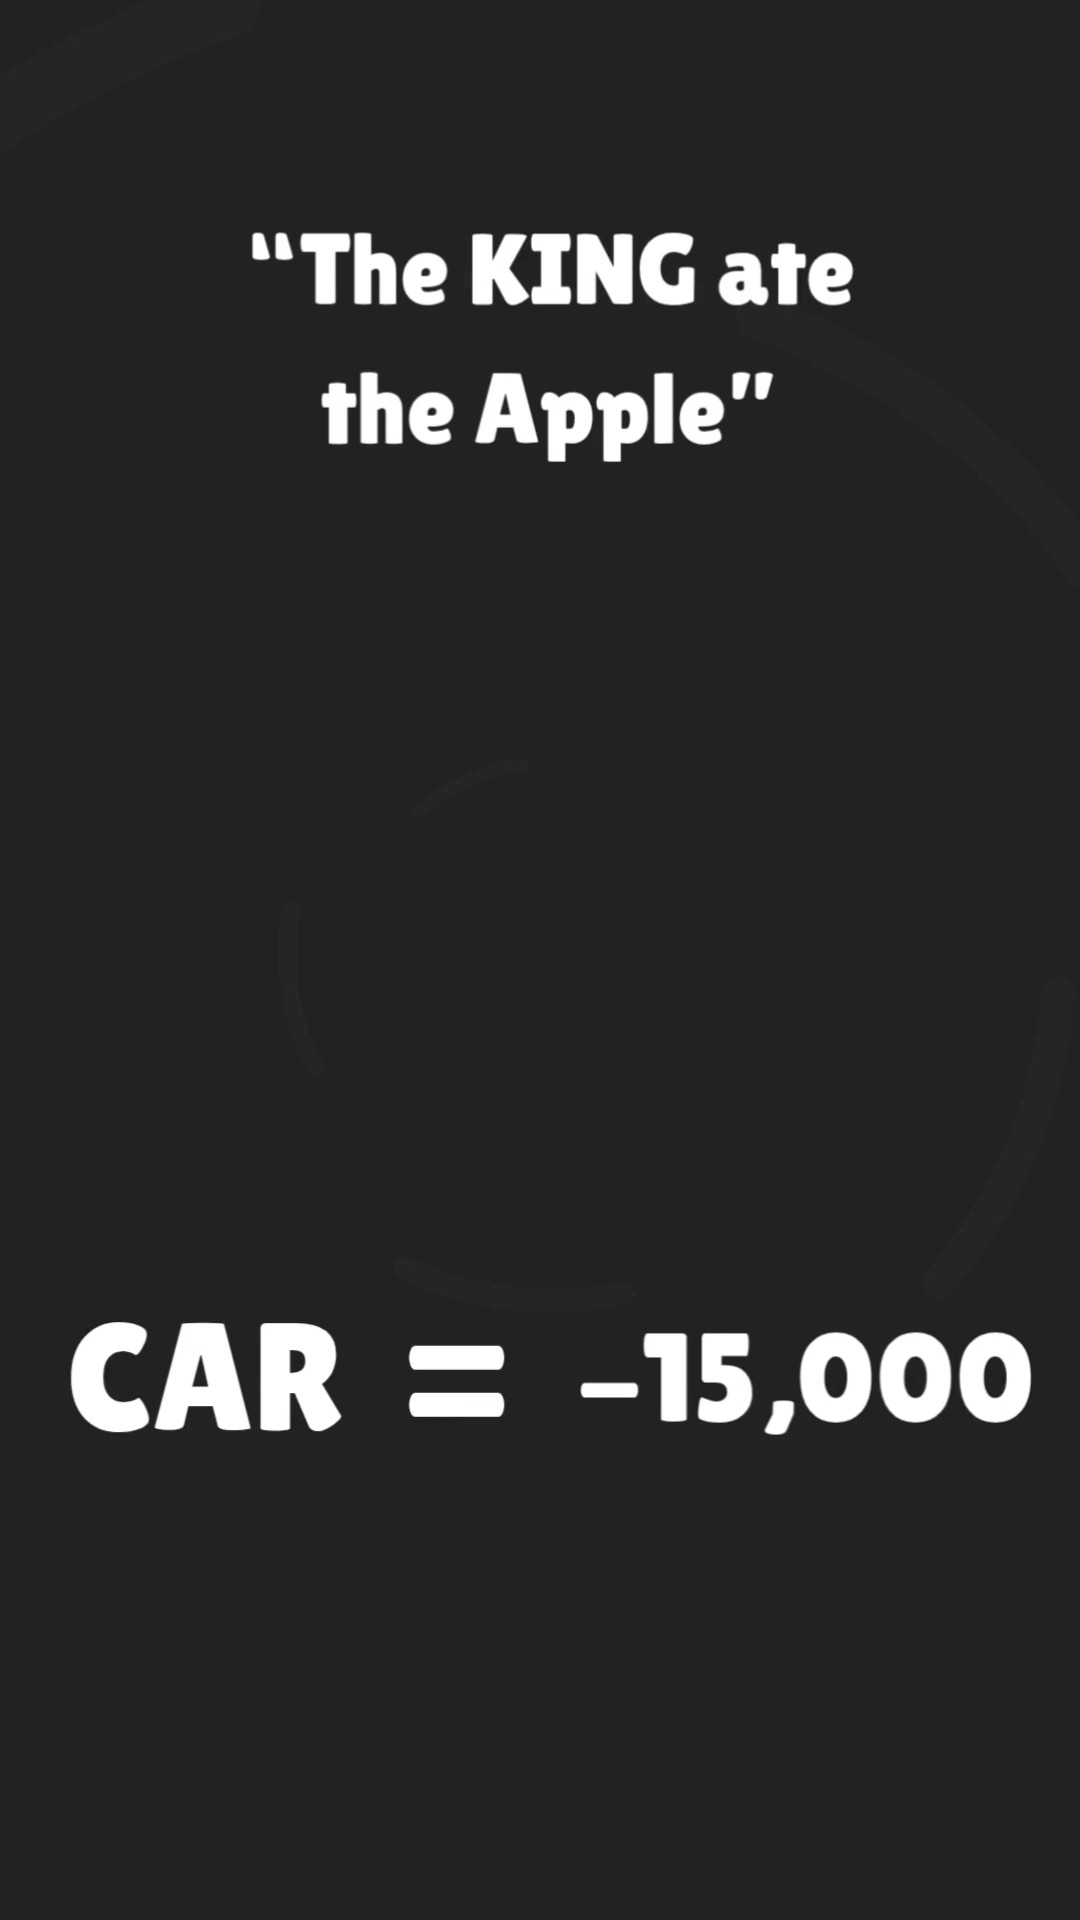 “The KING ate
the Apple”
CAR = -15,000